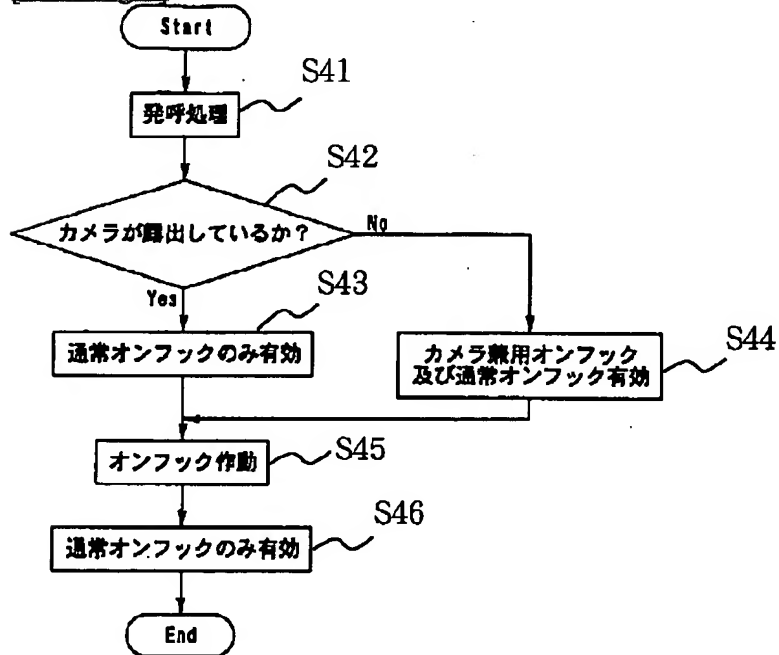 Start
S41
発呼処理
S42
カメラが露出しているか?
No
Yes
S43
通常オンフックのみ有効
カメラ兼用オンフック
及び通常オンフック有効
S44
オンフック作動
S45
通常オンフックのみ有効
S46
End